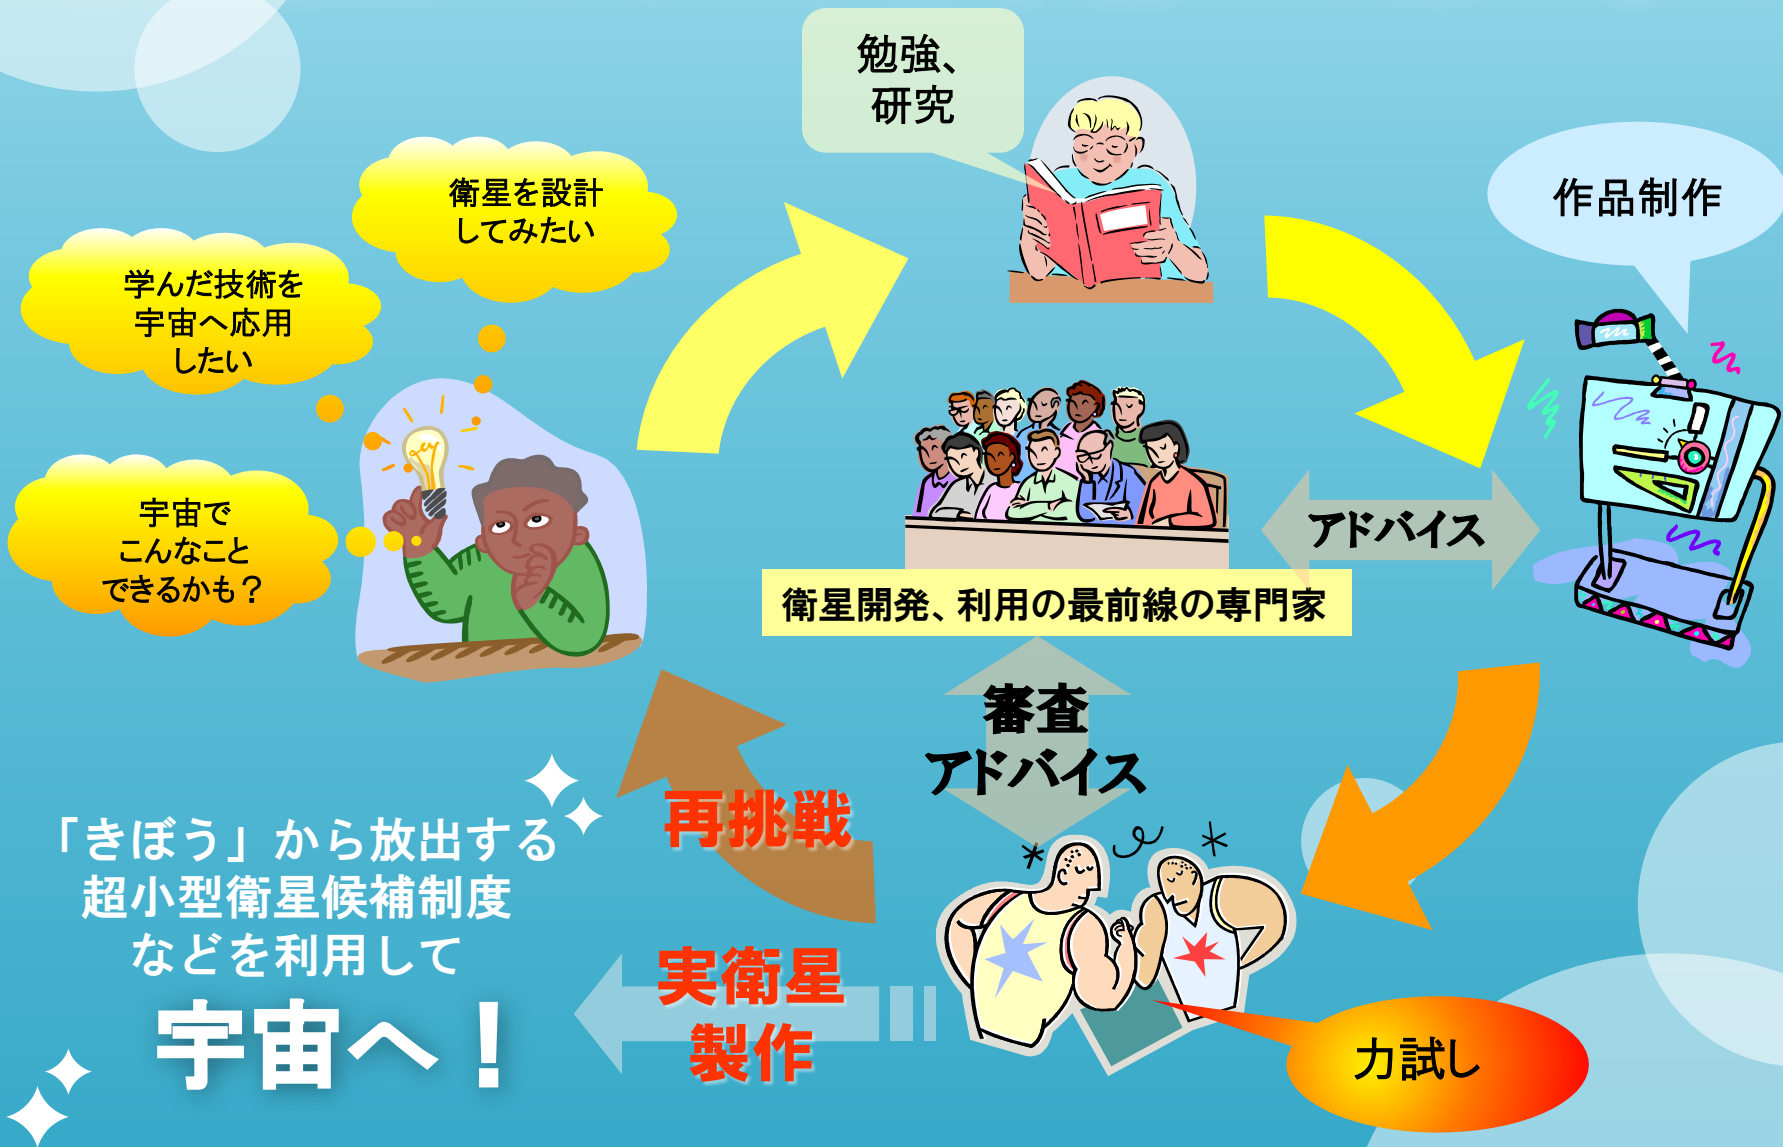 勉強、
研究
作品制作
衛星を設計
してみたい
学んだ技術を
宇宙へ応用
したい
宇宙で
こんなこと
できるかも？
アドバイス
衛星開発、利用の最前線の専門家
審査
アドバイス
再挑戦
実衛星
製作
力試し
「きぼう」から放出する
超小型衛星候補制度
などを利用して
宇宙へ！